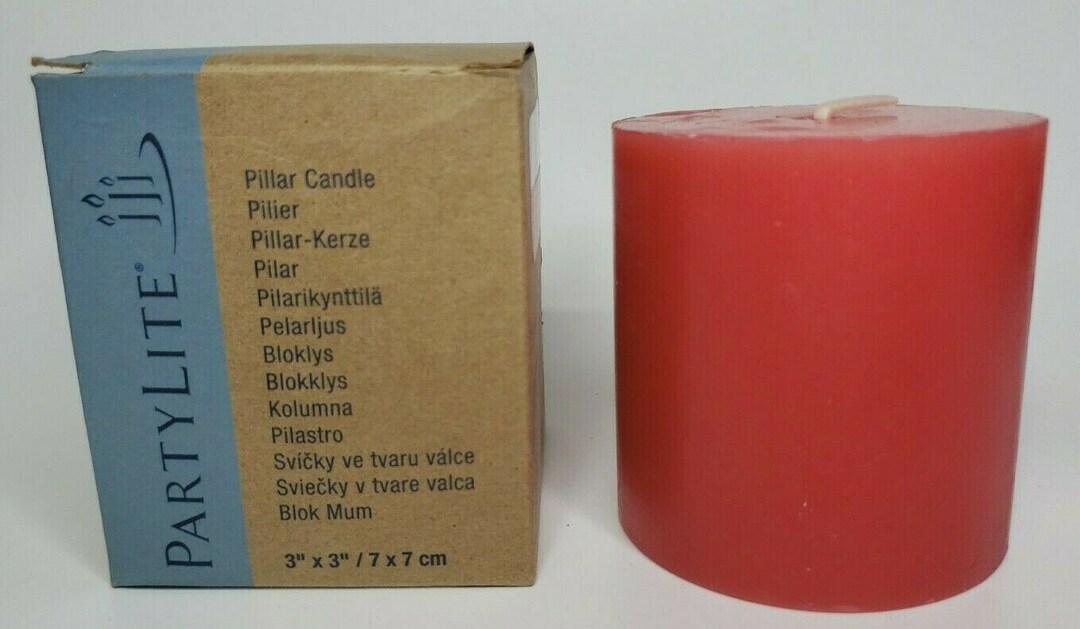 PARTYLITE®
Pillar Candle
Pilier
Pillar-Kerze
Pilar
Pilarikynttilä
Pelarljus
Bloklys
Blokklys
Kolumna
Pilastro
Svíčky ve tvaru válce
Sviečky v tvare valca
Blok Mum
3" x 3" / 7 x 7 cm